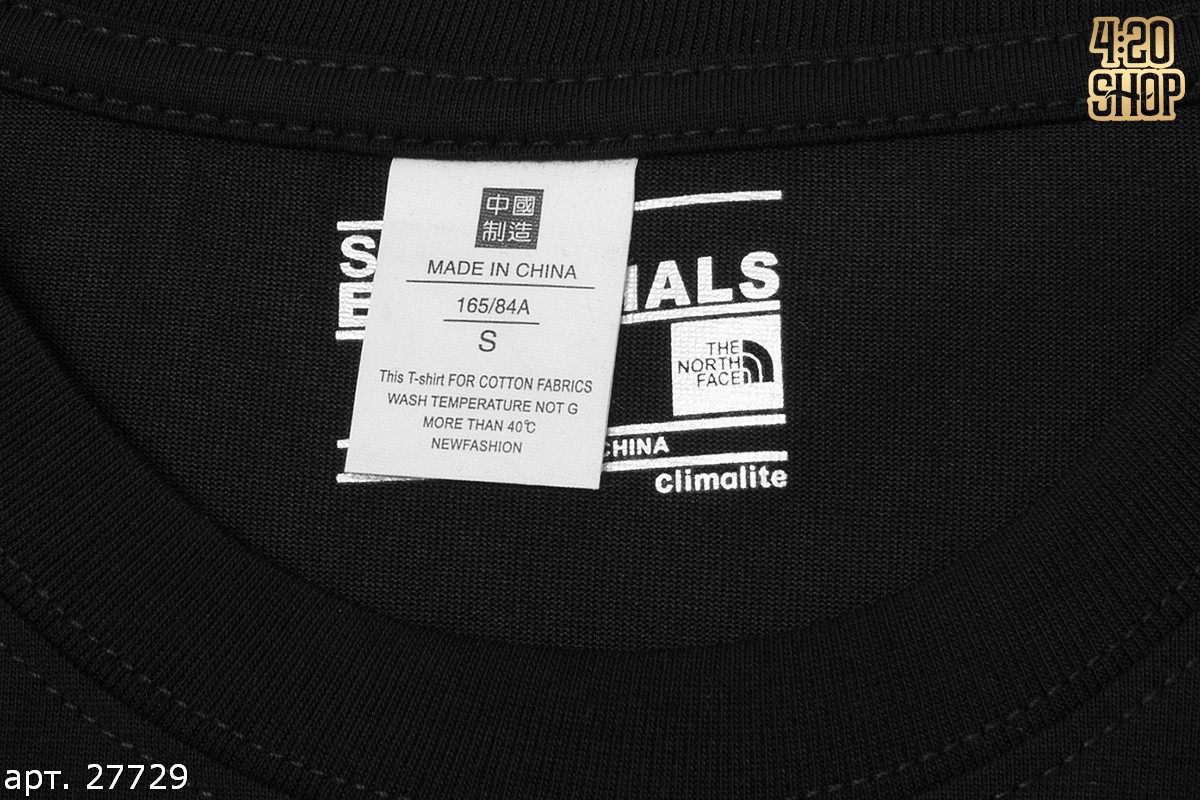 4:20
SHOP
中國
制造
MADE IN CHINA
165/84A
S
This T-shirt FOR COTTON FABRICS
WASH TEMPERATURE NOT G
MORE THAN 40℃
NEWFASHION
THE
NORTH
FACE
CHINA
climalite
арт. 27729